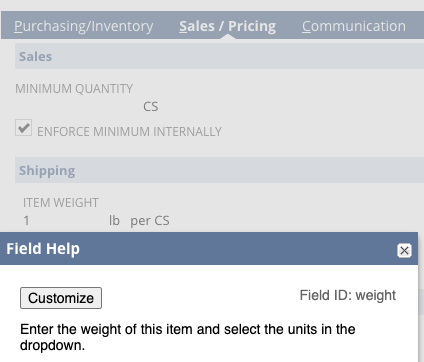 Purchasing/Inventory Sales / Pricing Communication
Sales
MINIMUM QUANTITY
CS
ENFORCE MINIMUM INTERNALLY
Shipping
ITEM WEIGHT
1 lb per CS
Field Help
Customize Field ID: weight
Enter the weight of this item and select the units in the
dropdown.